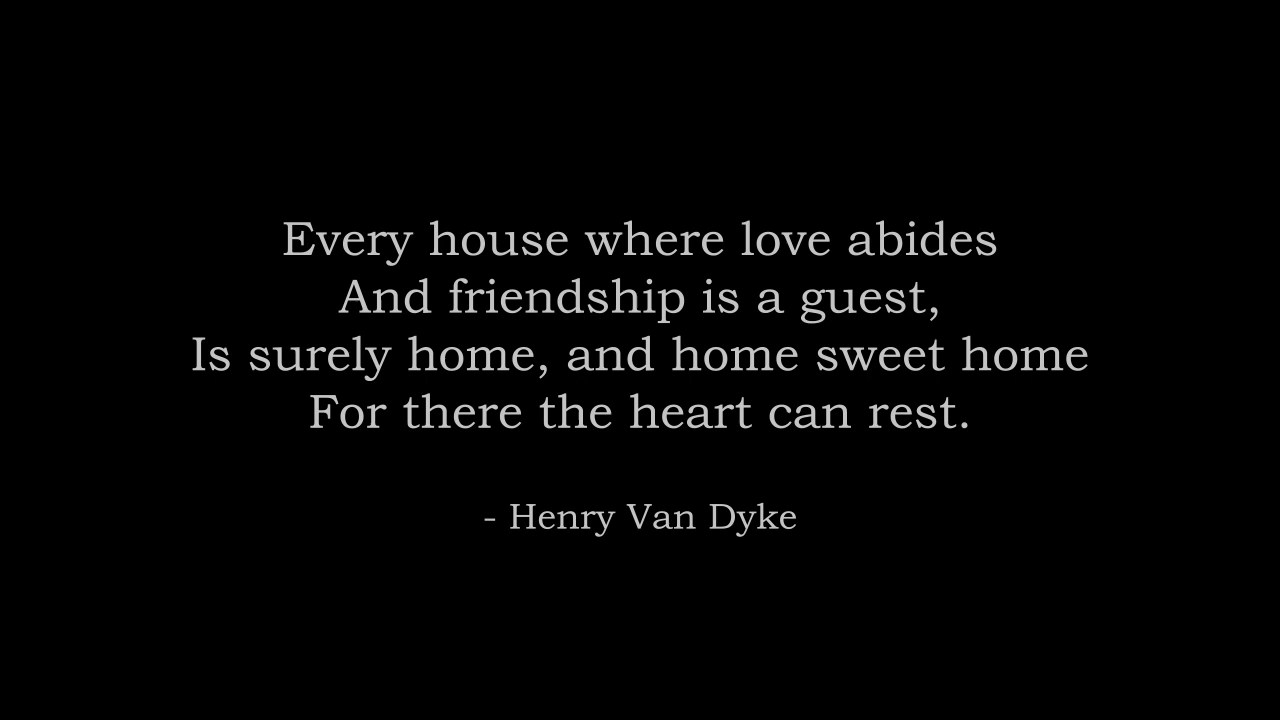 Every house where love abides
And friendship is a guest,
Is surely home, and home sweet home
For there the heart can rest.
- Henry Van Dyke